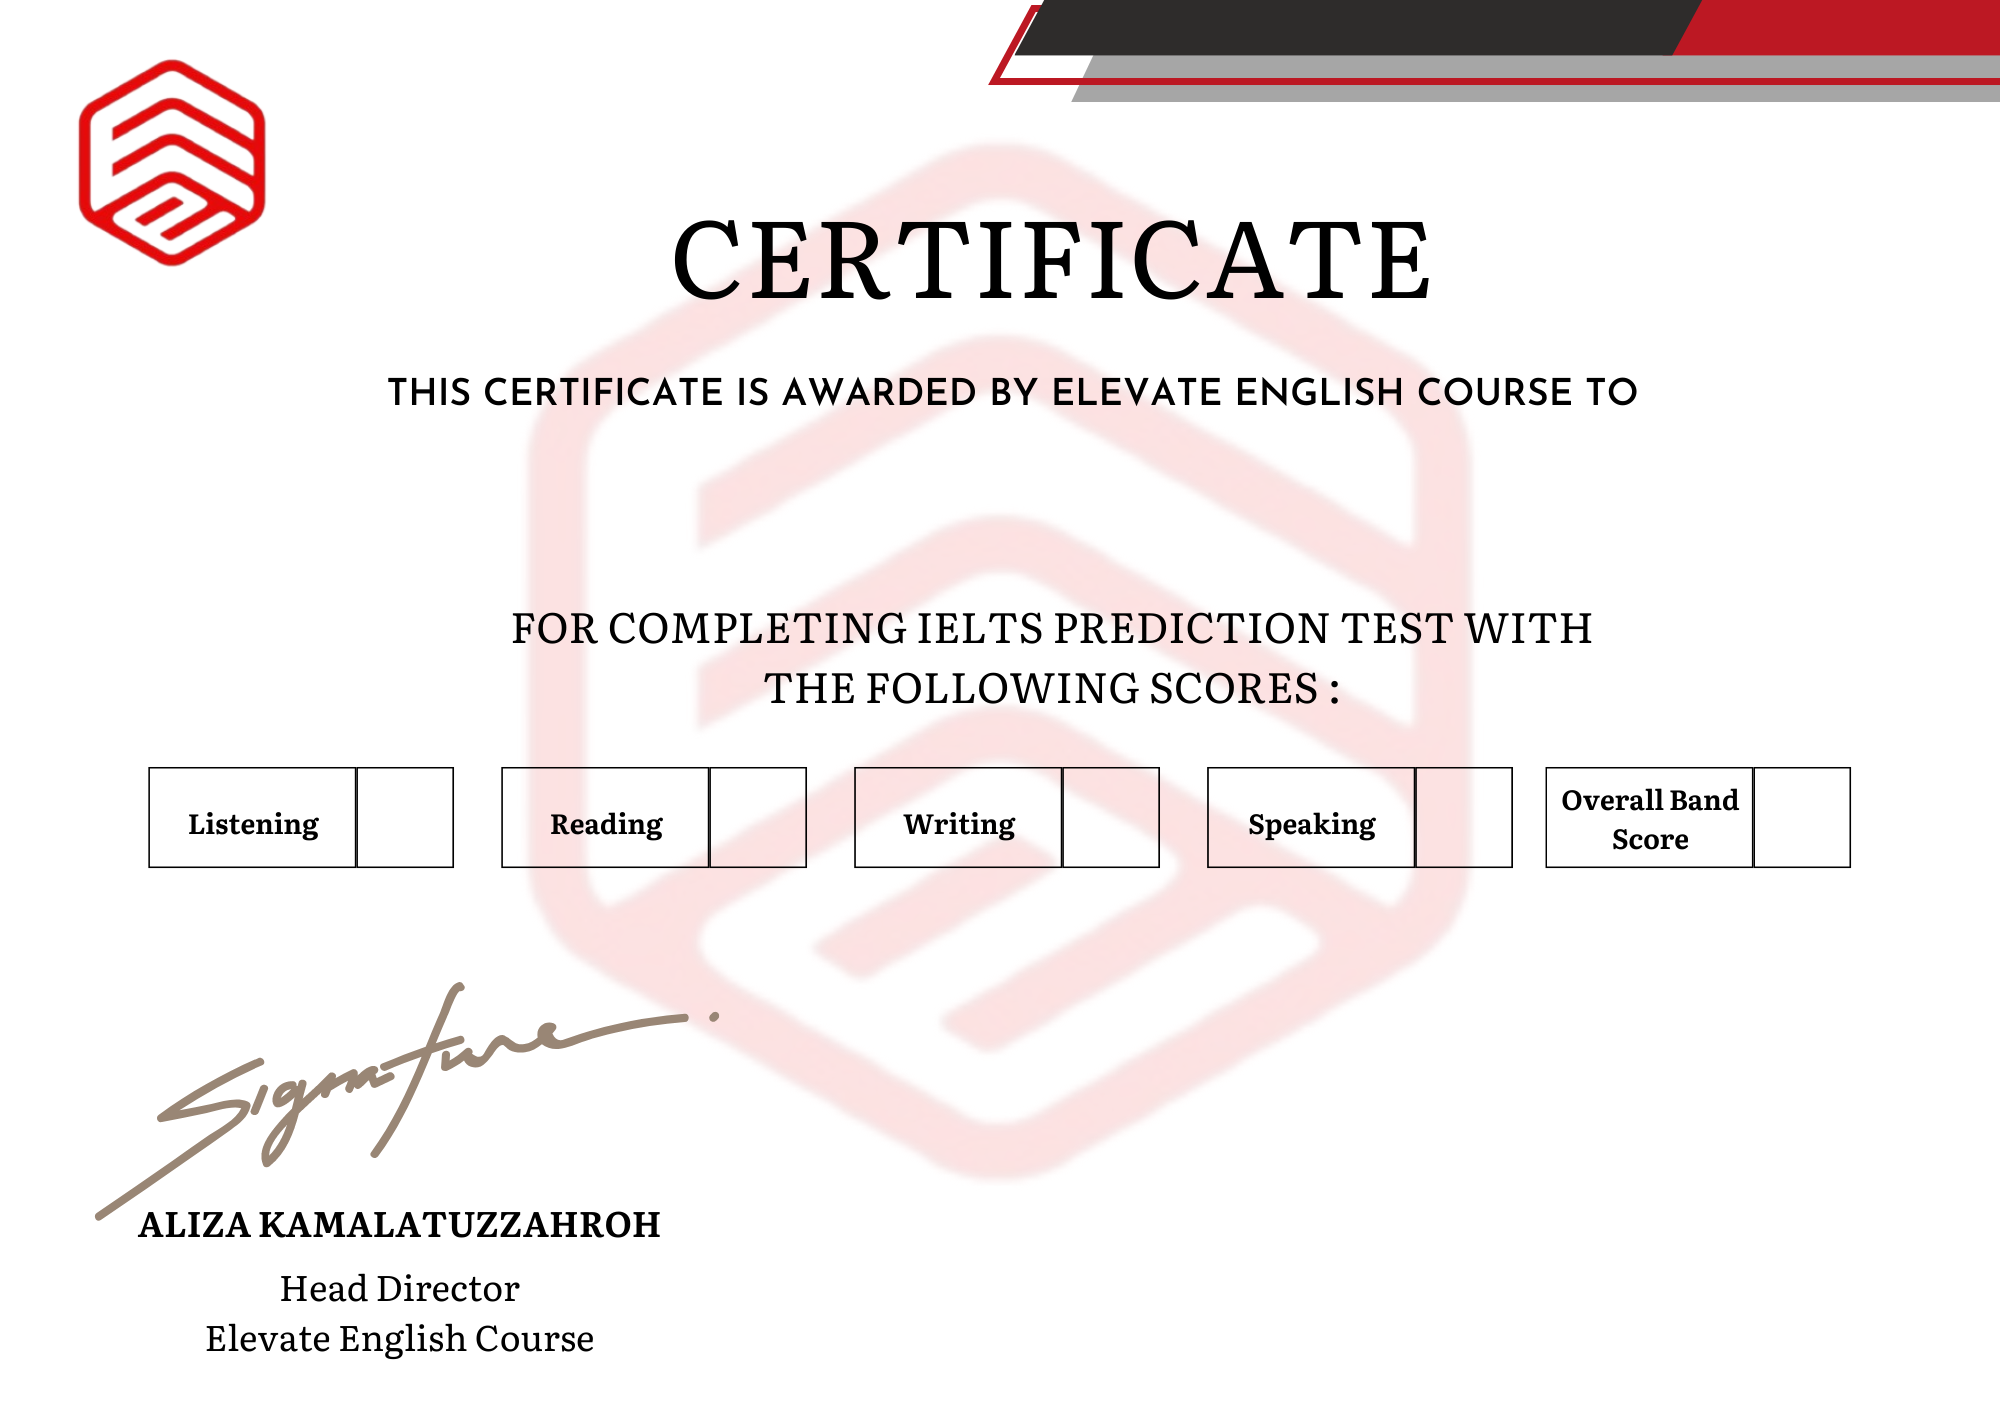 CERTIFICATE
THIS CERTIFICATE IS AWARDED BY ELEVATE ENGLISH COURSE TO
FOR COMPLETING IELTS PREDICTION TEST WITH
THE FOLLOWING SCORES :
Listening
Reading
Writing
Speaking
Overall Band
Score
Signature
ALIZA KAMALATUZZAHROH
Head Director
Elevate English Course